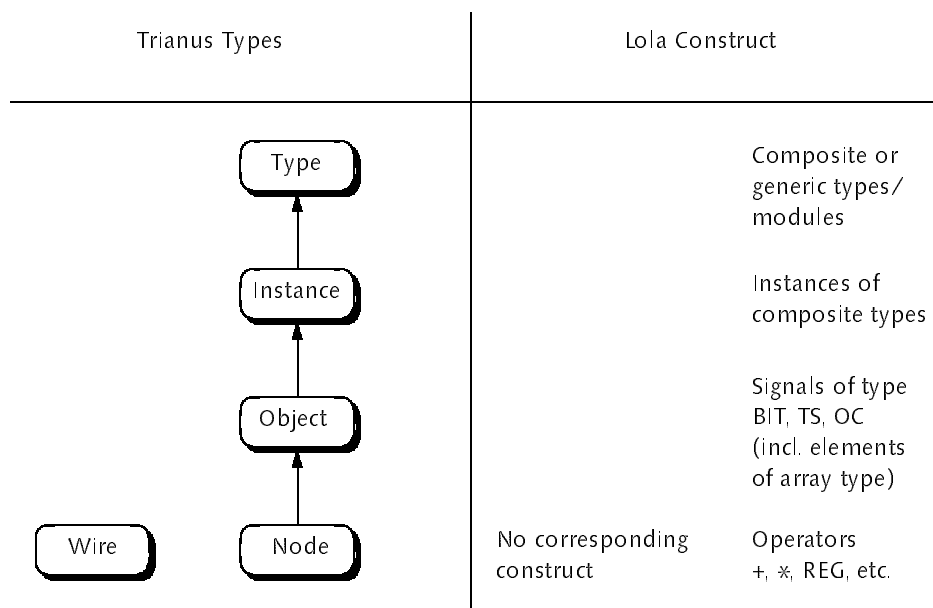 Trianus Types
Lola Construct
Type
Composite or
generic types/
modules
Instance
Instances of
composite types
Object
Signals of type
BIT, TS, OC
(incl. elements
of array type)
Wire
Node
No corresponding
construct
Operators
+, *, REG, etc.